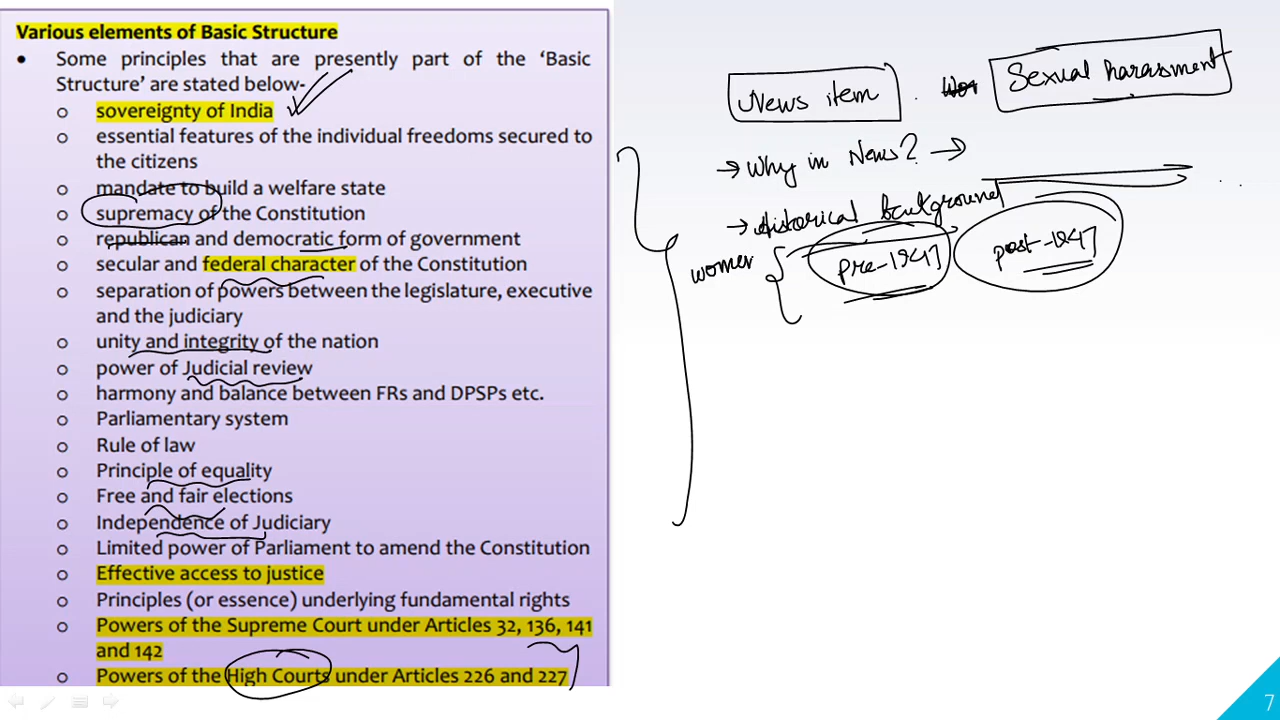 Various elements of Basic Structure
• Some principles that are presently part of the ‘Basic
Structure’ are stated below-
o sovereignty of India
o essential features of the individual freedoms secured to
the citizens
o mandate to build a welfare state
o supremacy of the Constitution
o republican and democratic form of government
o secular and federal character of the Constitution
o separation of powers between the legislature, executive
and the judiciary
o unity and integrity of the nation
o power of Judicial review
o harmony and balance between FRs and DPSPs etc.
o Parliamentary system
o Rule of law
o Principle of equality
o Free and fair elections
o Independence of Judiciary
o Limited power of Parliament to amend the Constitution
o Effective access to justice
o Principles (or essence) underlying fundamental rights
o Powers of the Supreme Court under Articles 32, 136, 141
and 142
o Powers of the High Courts under Articles 226 and 227
News item
Sexual harasment
→ Why in News? →
→ Historical background
women
pre-1947
post-1947
7